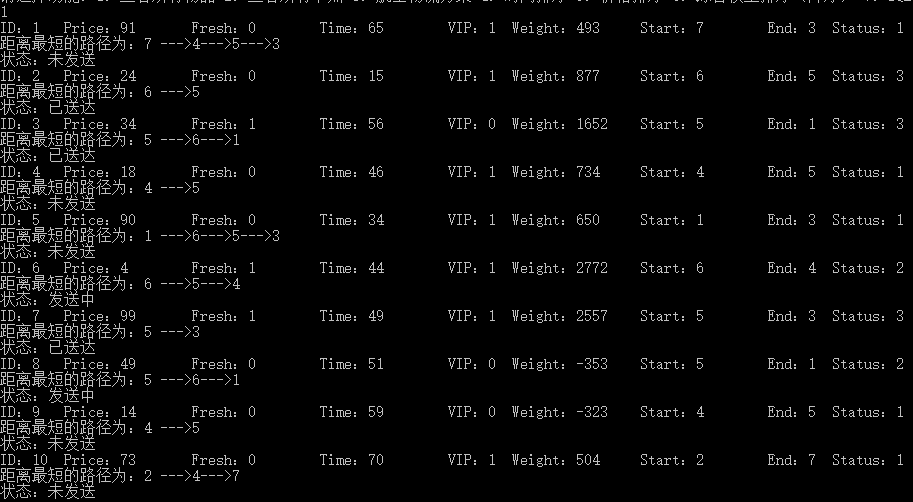 1
ID: 1 Price: 91 Fresh: 0 Time: 65 VIP: 1 Weight: 493 Start: 7 End: 3 Status: 1
距离最短的路径为: 7 --->4--->5--->3
状态: 未发送
ID: 2 Price: 24 Fresh: 0 Time: 15 VIP: 1 Weight: 877 Start: 6 End: 5 Status: 3
距离最短的路径为: 6 --->5
状态: 已送达
ID: 3 Price: 34 Fresh: 1 Time: 56 VIP: 0 Weight: 1652 Start: 5 End: 1 Status: 3
距离最短的路径为: 5 --->6--->1
状态: 已送达
ID: 4 Price: 18 Fresh: 0 Time: 46 VIP: 1 Weight: 734 Start: 4 End: 5 Status: 1
距离最短的路径为: 4 --->5
状态: 未发送
ID: 5 Price: 90 Fresh: 0 Time: 34 VIP: 1 Weight: 650 Start: 1 End: 3 Status: 1
距离最短的路径为: 1 --->6--->5--->3
状态: 未发送
ID: 6 Price: 4 Fresh: 1 Time: 44 VIP: 1 Weight: 2772 Start: 6 End: 4 Status: 2
距离最短的路径为: 6 --->5--->4
状态: 发送中
ID: 7 Price: 99 Fresh: 1 Time: 49 VIP: 1 Weight: 2557 Start: 5 End: 3 Status: 3
距离最短的路径为: 5 --->3
状态: 已送达
ID: 8 Price: 49 Fresh: 0 Time: 51 VIP: 0 Weight: -353 Start: 5 End: 1 Status: 2
距离最短的路径为: 5 --->6--->1
状态: 发送中
ID: 9 Price: 14 Fresh: 0 Time: 59 VIP: 0 Weight: -323 Start: 4 End: 5 Status: 1
距离最短的路径为: 4 --->5
状态: 未发送
ID: 10 Price: 73 Fresh: 0 Time: 70 VIP: 1 Weight: 504 Start: 2 End: 7 Status: 1
距离最短的路径为: 2 --->4--->7
状态: 未发送